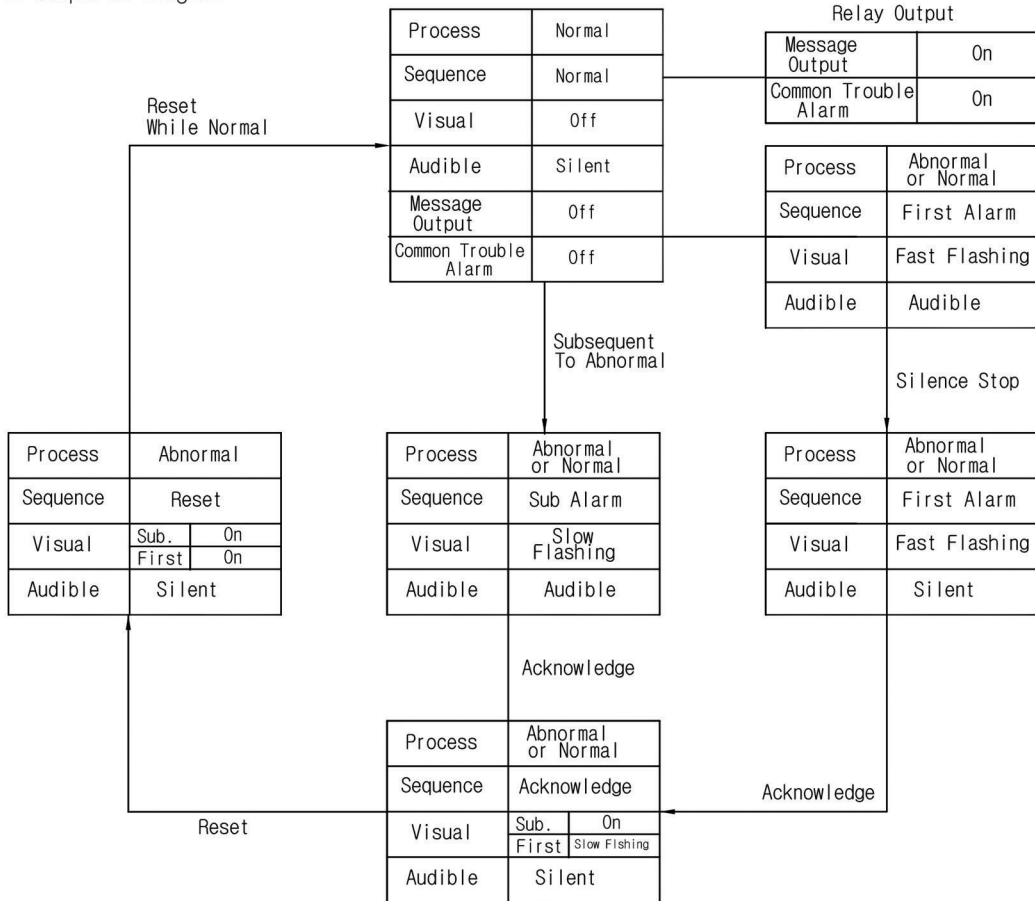 Relay Output
Process Normal
Sequence Normal
Visual Off
Audible Silent
Message
Output Off
Common Trouble
Alarm Off
Message
Output On
Common Trouble
Alarm On
Reset
While Normal
Process Abnormal
or Normal
Sequence First Alarm
Visual Fast Flashing
Audible Audible
Subsequent
To Abnormal
Silence Stop
Process Abnormal
Sequence Reset
Visual Sub. On
First On
Audible Silent
Process Abnormal
or Normal
Sequence Sub Alarm
Visual Slow
Flashing
Audible Audible
Process Abnormal
or Normal
Sequence First Alarm
Visual Fast Flashing
Audible Silent
Acknowledge
Process Abnormal
or Normal
Sequence Acknowledge
Visual Sub. On
First Slow Flshing
Audible Silent
Acknowledge
Reset